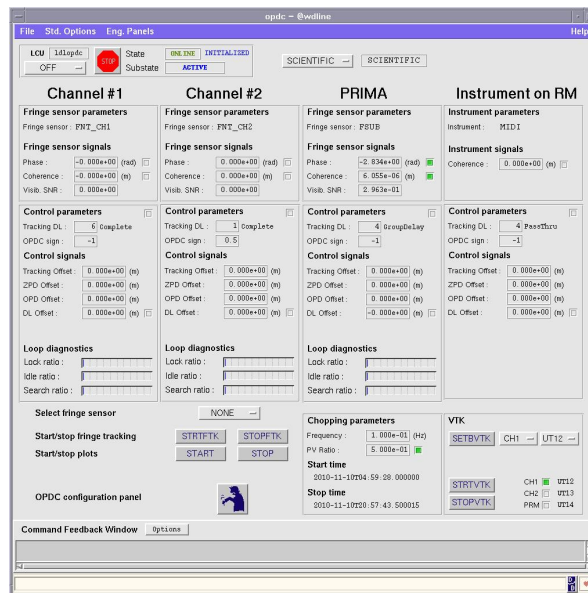 opdc – @wdline
File Std. Options Eng. Panels Help
LCU ldlopdc STOP State ONLINE INITIALIZED
OFF Substate ACTIVE
SCIENTIFIC SCIENTIFIC
Channel #1 Channel #2 PRIMA Instrument on RM
Fringe sensor parameters Fringe sensor parameters Fringe sensor parameters Instrument parameters
Fringe sensor : FNT_CH1 Fringe sensor : FNT_CH2 Fringe sensor : FSUB Instrument : MIDI
Fringe sensor signals Fringe sensor signals Fringe sensor signals Instrument signals
Phase : -0.000e+00 (rad) Phase : 0.000e+00 (rad) Phase : -2.834e+00 (rad) Coherence : 0.000e+00 (m)
Coherence : -0.000e+00 (m) Coherence : 0.000e+00 (m) Coherence : 6.055e-06 (m)
Visib. SNR : 0.000e+00 Visib. SNR : 0.000e+00 Visib. SNR : 2.963e-01
Control parameters Control parameters Control parameters Control parameters
Tracking DL : 6 Complete Tracking DL : 1 Complete Tracking DL : 4 GroupDelay Tracking DL : 4 PassThru
OPDC sign : -1 OPDC sign : 0.5 OPDC sign : -1 OPDC sign : -1
Control signals Control signals Control signals Control signals
Tracking Offset : 0.000e+00 (m) Tracking Offset : 0.000e+00 (m) Tracking Offset : 0.000e+00 (m) Tracking Offset : 0.000e+00 (m)
ZPD Offset : 0.000e+00 (m) ZPD Offset : 0.000e+00 (m) ZPD Offset : 0.000e+00 (m) ZPD Offset : 0.000e+00 (m)
OPD Offset : 0.000e+00 (m) OPD Offset : 0.000e+00 (m) OPD Offset : 0.000e+00 (m) OPD Offset : 0.000e+00 (m)
DL Offset : 0.000e+00 (m) DL Offset : 0.000e+00 (m) DL Offset : -0.000e+00 (m) DL Offset : 0.000e+00 (m)
Loop diagnostics Loop diagnostics Loop diagnostics
Lock ratio : Lock ratio : Lock ratio :
Idle ratio : Idle ratio : Idle ratio :
Search ratio : Search ratio : Search ratio :
Select fringe sensor NONE
Start/stop fringe tracking STRTFTK STOPFTK
Start/stop plots START STOP
OPDC configuration panel
Chopping parameters
Frequency : 1.000e-01 (Hz)
PV Ratio : 5.000e-01
Start time
2010-11-10T04:59:28.000000
Stop time
2010-11-10T20:57:43.500015
VTK
SETBVTK CH1 UT12
STRTVTK CH1 UT12
CH2 UT13
STOPVTK PRM UT14
Command Feedback Window Options